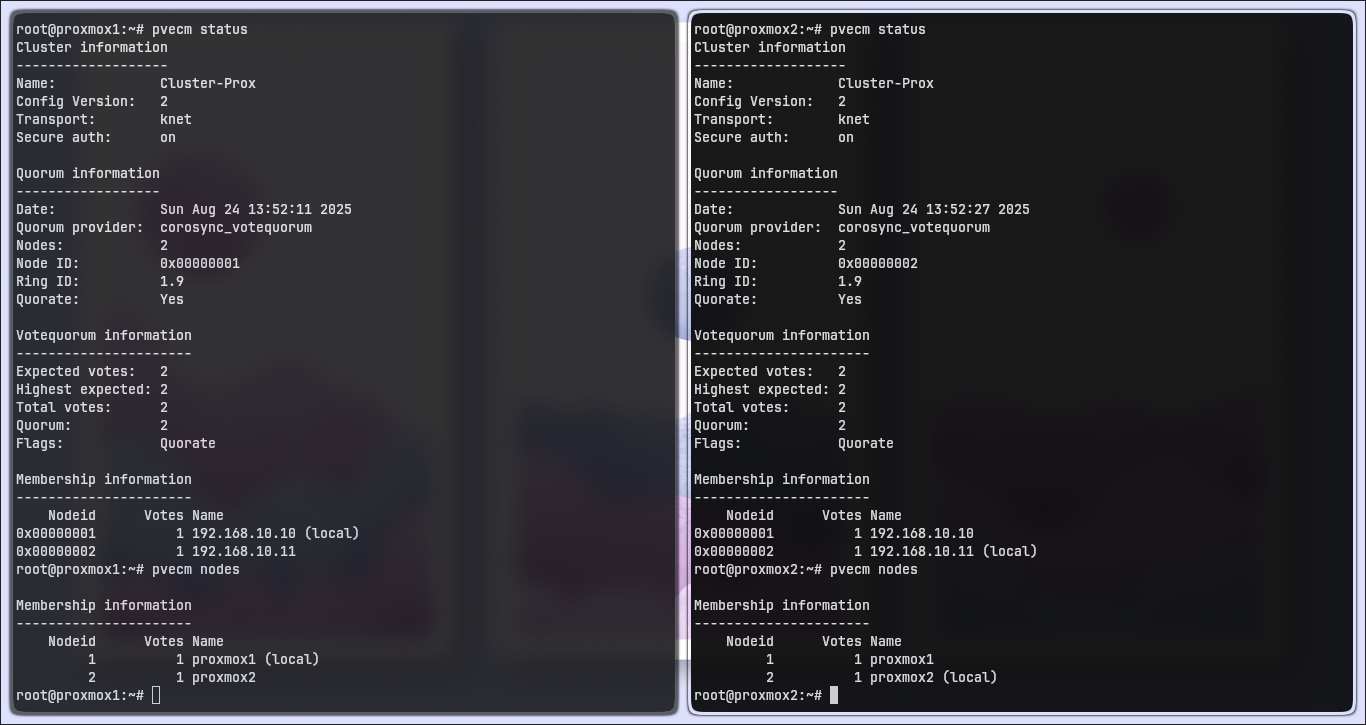 root@proxmox1:~# pvecm status
Cluster information
-------------------
Name:             Cluster-Prox
Config Version:   2
Transport:        knet
Secure auth:      on

Quorum information
------------------
Date:             Sun Aug 24 13:52:11 2025
Quorum provider:  corosync_votequorum
Nodes:            2
Node ID:          0x00000001
Ring ID:          1.9
Quorate:          Yes

Votequorum information
----------------------
Expected votes:   2
Highest expected: 2
Total votes:      2
Quorum:           2
Flags:            Quorate

Membership information
----------------------
    Nodeid      Votes Name
0x00000001          1 192.168.10.10 (local)
0x00000002          1 192.168.10.11
root@proxmox1:~# pvecm nodes

Membership information
----------------------
    Nodeid      Votes Name
         1          1 proxmox1 (local)
         2          1 proxmox2
root@proxmox1:~#
root@proxmox2:~# pvecm status
Cluster information
-------------------
Name:             Cluster-Prox
Config Version:   2
Transport:        knet
Secure auth:      on

Quorum information
------------------
Date:             Sun Aug 24 13:52:27 2025
Quorum provider:  corosync_votequorum
Nodes:            2
Node ID:          0x00000002
Ring ID:          1.9
Quorate:          Yes

Votequorum information
----------------------
Expected votes:   2
Highest expected: 2
Total votes:      2
Quorum:           2
Flags:            Quorate

Membership information
----------------------
    Nodeid      Votes Name
0x00000001          1 192.168.10.10
0x00000002          1 192.168.10.11 (local)
root@proxmox2:~# pvecm nodes

Membership information
----------------------
    Nodeid      Votes Name
         1          1 proxmox1
         2          1 proxmox2 (local)
root@proxmox2:~#